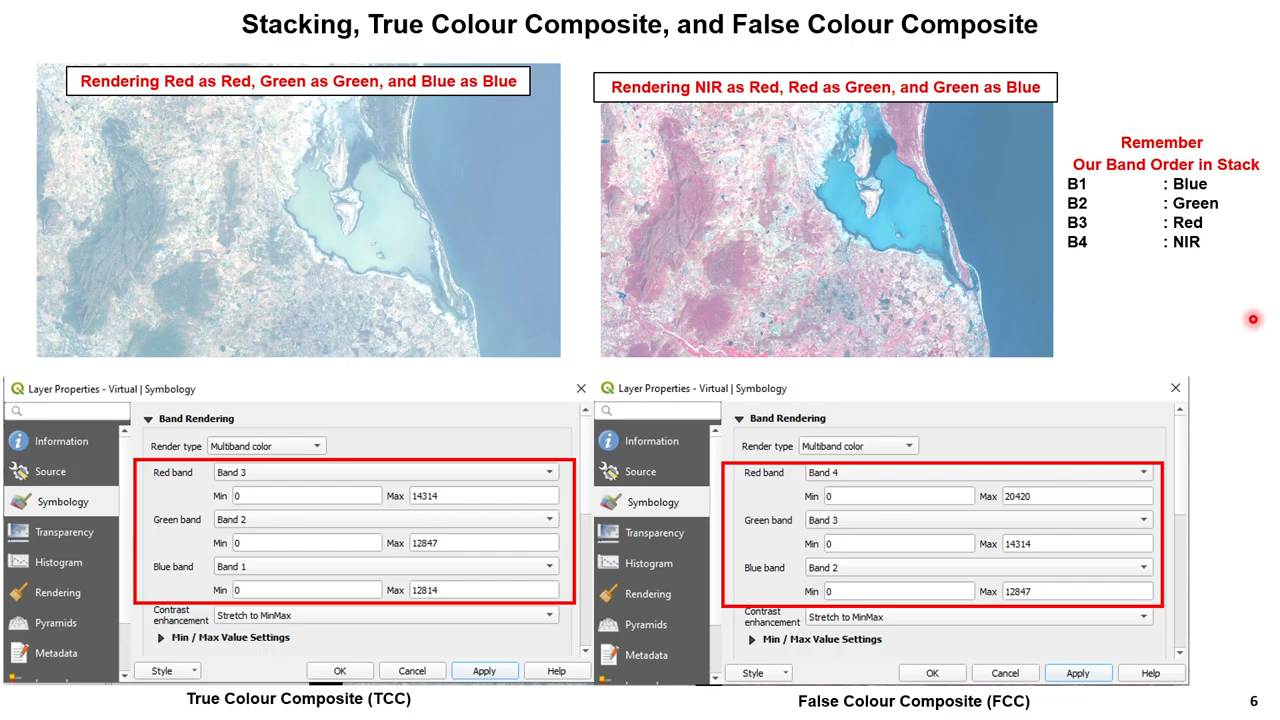 Stacking, True Colour Composite, and False Colour Composite
Rendering Red as Red, Green as Green, and Blue as Blue
Rendering NIR as Red, Red as Green, and Green as Blue
Remember
Our Band Order in Stack
B1 : Blue
B2 : Green
B3 : Red
B4 : NIR
Layer Properties - Virtual | Symbology
Information
Source
Symbology
Transparency
Histogram
Rendering
Pyramids
Metadata
Band Rendering
Render type Multiband color
Red band Band 3
Min 0 Max 14314
Green band Band 2
Min 0 Max 12847
Blue band Band 1
Min 0 Max 12814
Contrast enhancement Stretch to MinMax
Min / Max Value Settings
Style OK Cancel Apply Help
True Colour Composite (TCC)
Layer Properties - Virtual | Symbology
Information
Source
Symbology
Transparency
Histogram
Rendering
Pyramids
Metadata
Band Rendering
Render type Multiband color
Red band Band 4
Min 0 Max 20420
Green band Band 3
Min 0 Max 14314
Blue band Band 2
Min 0 Max 12847
Contrast enhancement Stretch to MinMax
Min / Max Value Settings
Style OK Cancel Apply Help
False Colour Composite (FCC)
6